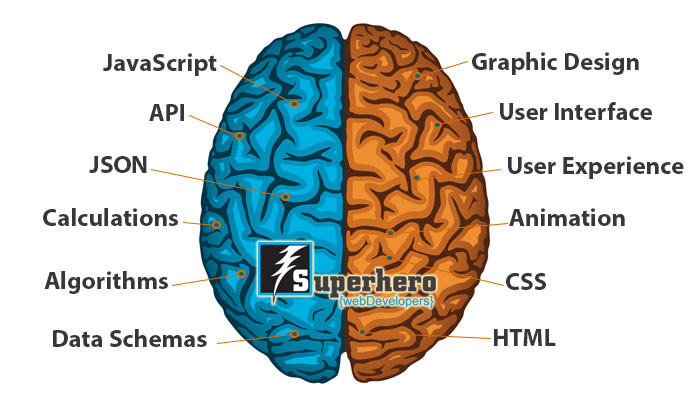 JavaScript
API
JSON
Calculations
Algorithms
Data Schemas
Graphic Design
User Interface
User Experience
Animation
CSS
HTML
Superhero
{webDevelopers}